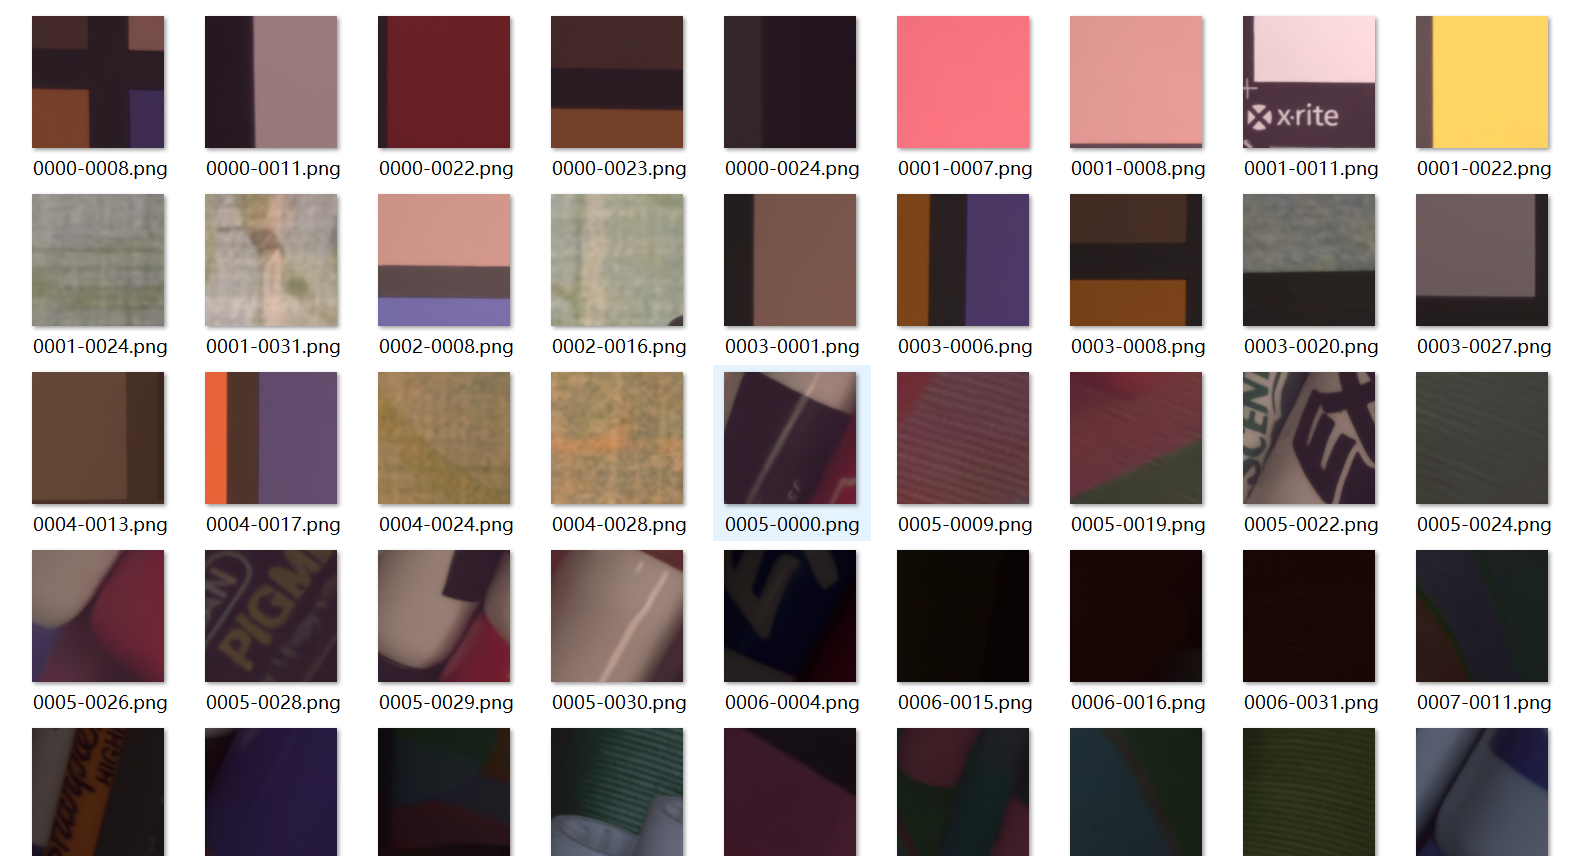 x·rite
0000-0008.png 0000-0011.png 0000-0022.png 0000-0023.png 0000-0024.png 0001-0007.png 0001-0008.png 0001-0011.png 0001-0022.png
0001-0024.png 0001-0031.png 0002-0008.png 0002-0016.png 0003-0001.png 0003-0006.png 0003-0008.png 0003-0020.png 0003-0027.png
SCEN
0004-0013.png 0004-0017.png 0004-0024.png 0004-0028.png 0005-0000.png 0005-0009.png 0005-0019.png 0005-0022.png 0005-0024.png
AN
PIGM
0005-0026.png 0005-0028.png 0005-0029.png 0005-0030.png 0006-0004.png 0006-0015.png 0006-0016.png 0006-0031.png 0007-0011.png
HIGH